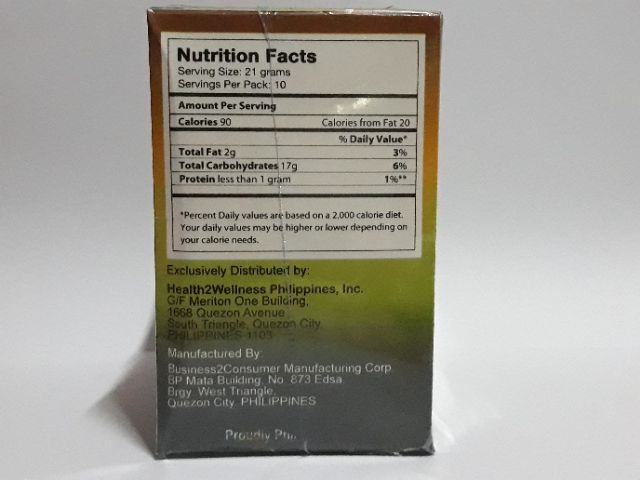 Nutrition Facts
Serving Size: 21 grams
Servings Per Pack: 10
Amount Per Serving
Calories 90 Calories from Fat 20
% Daily Value*
Total Fat 2g 3%
Total Carbohydrates 17g 6%
Protein less than 1 gram 1%**
*Percent Daily values are based on a 2,000 calorie diet.
Your daily values may be higher or lower depending on
your calorie needs.
Exclusively Distributed by:
Health2Wellness Philippines, Inc.
G/F Meriton One Building,
1668 Quezon Avenue
South Triangle, Quezon City,
PHILIPPINES 1103
Manufactured By:
Business2Consumer Manufacturing Corp.
BP Mata Building, No. 873 Edsa.
Brgy. West Triangle,
Quezon City, PHILIPPINES
Proudly